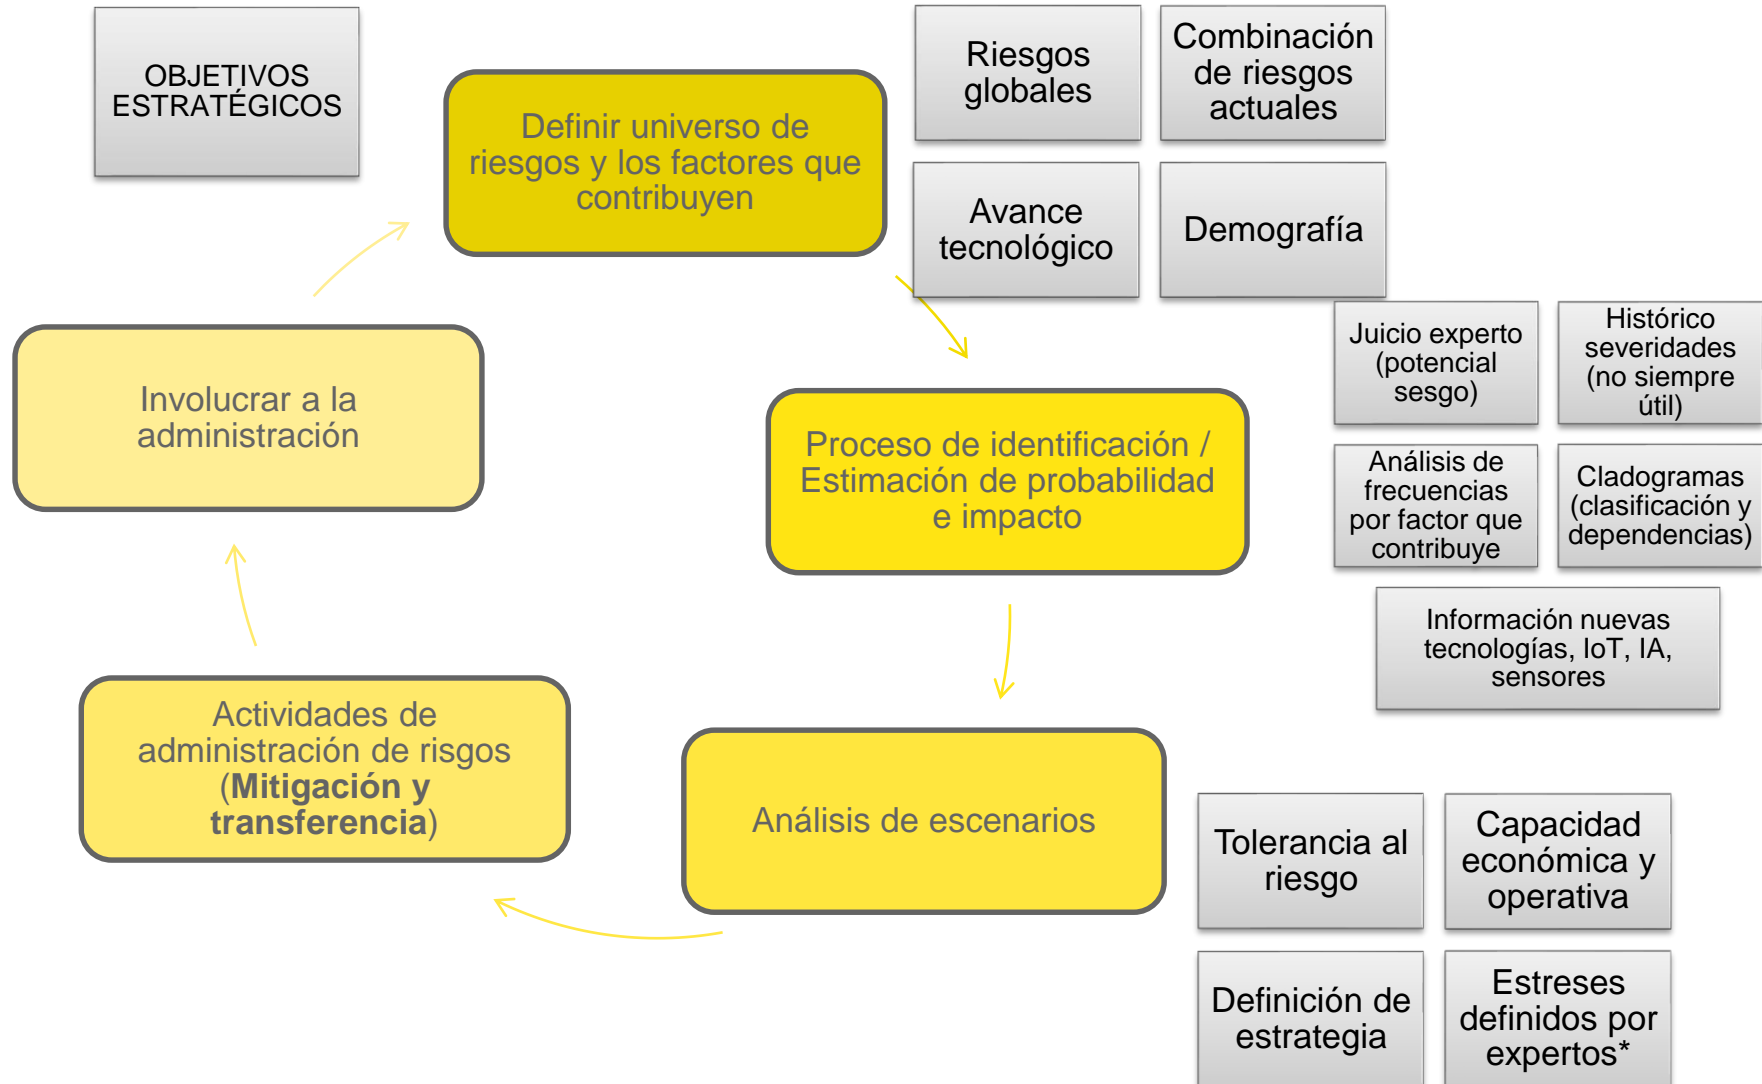 OBJETIVOS
ESTRATÉGICOS
Definir universo de
riesgos y los factores que
contribuyen
Riesgos
globales
Combinación
de riesgos
actuales
Avance
tecnológico
Demografía
Involucrar a la
administración
Proceso de identificación /
Estimación de probabilidad
e impacto
Juicio experto
(potencial
sesgo)
Histórico
severidades
(no siempre
útil)
Análisis de
frecuencias
por factor que
contribuye
Cladogramas
(clasificación y
dependencias)
Información nuevas
tecnologías, IoT, IA,
sensores
Actividades de
administración de risgos
(Mitigación y
transferencia)
Análisis de escenarios
Tolerancia al
riesgo
Capacidad
económica y
operativa
Definición de
estrategia
Estreses
definidos por
expertos*